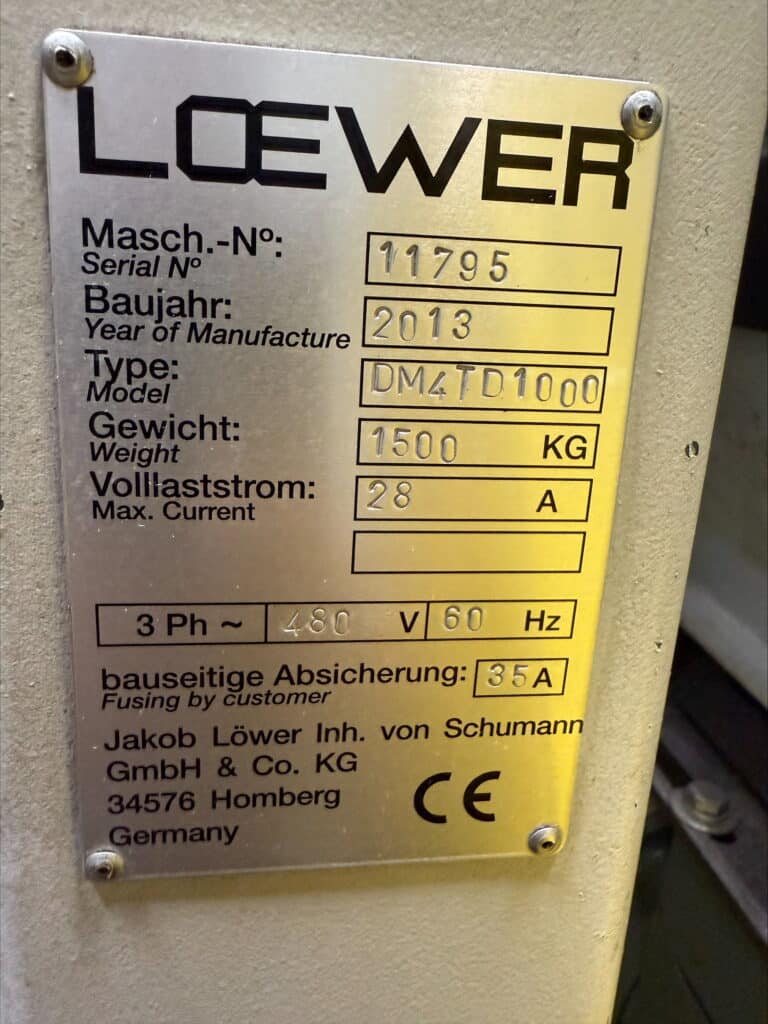 LŒWER
Masch.-Nº: 11795
Serial Nº
Baujahr: 2013
Year of Manufacture
Type: DM4TD1000
Model
Gewicht: 1500 KG
Weight
Volllaststrom: 28 A
Max. Current
3 Ph ~ 480 V 60 Hz
bauseitige Absicherung: 35 A
Fusing by customer
Jakob Löwer Inh. von Schumann
GmbH & Co. KG
34576 Homberg
Germany
CE